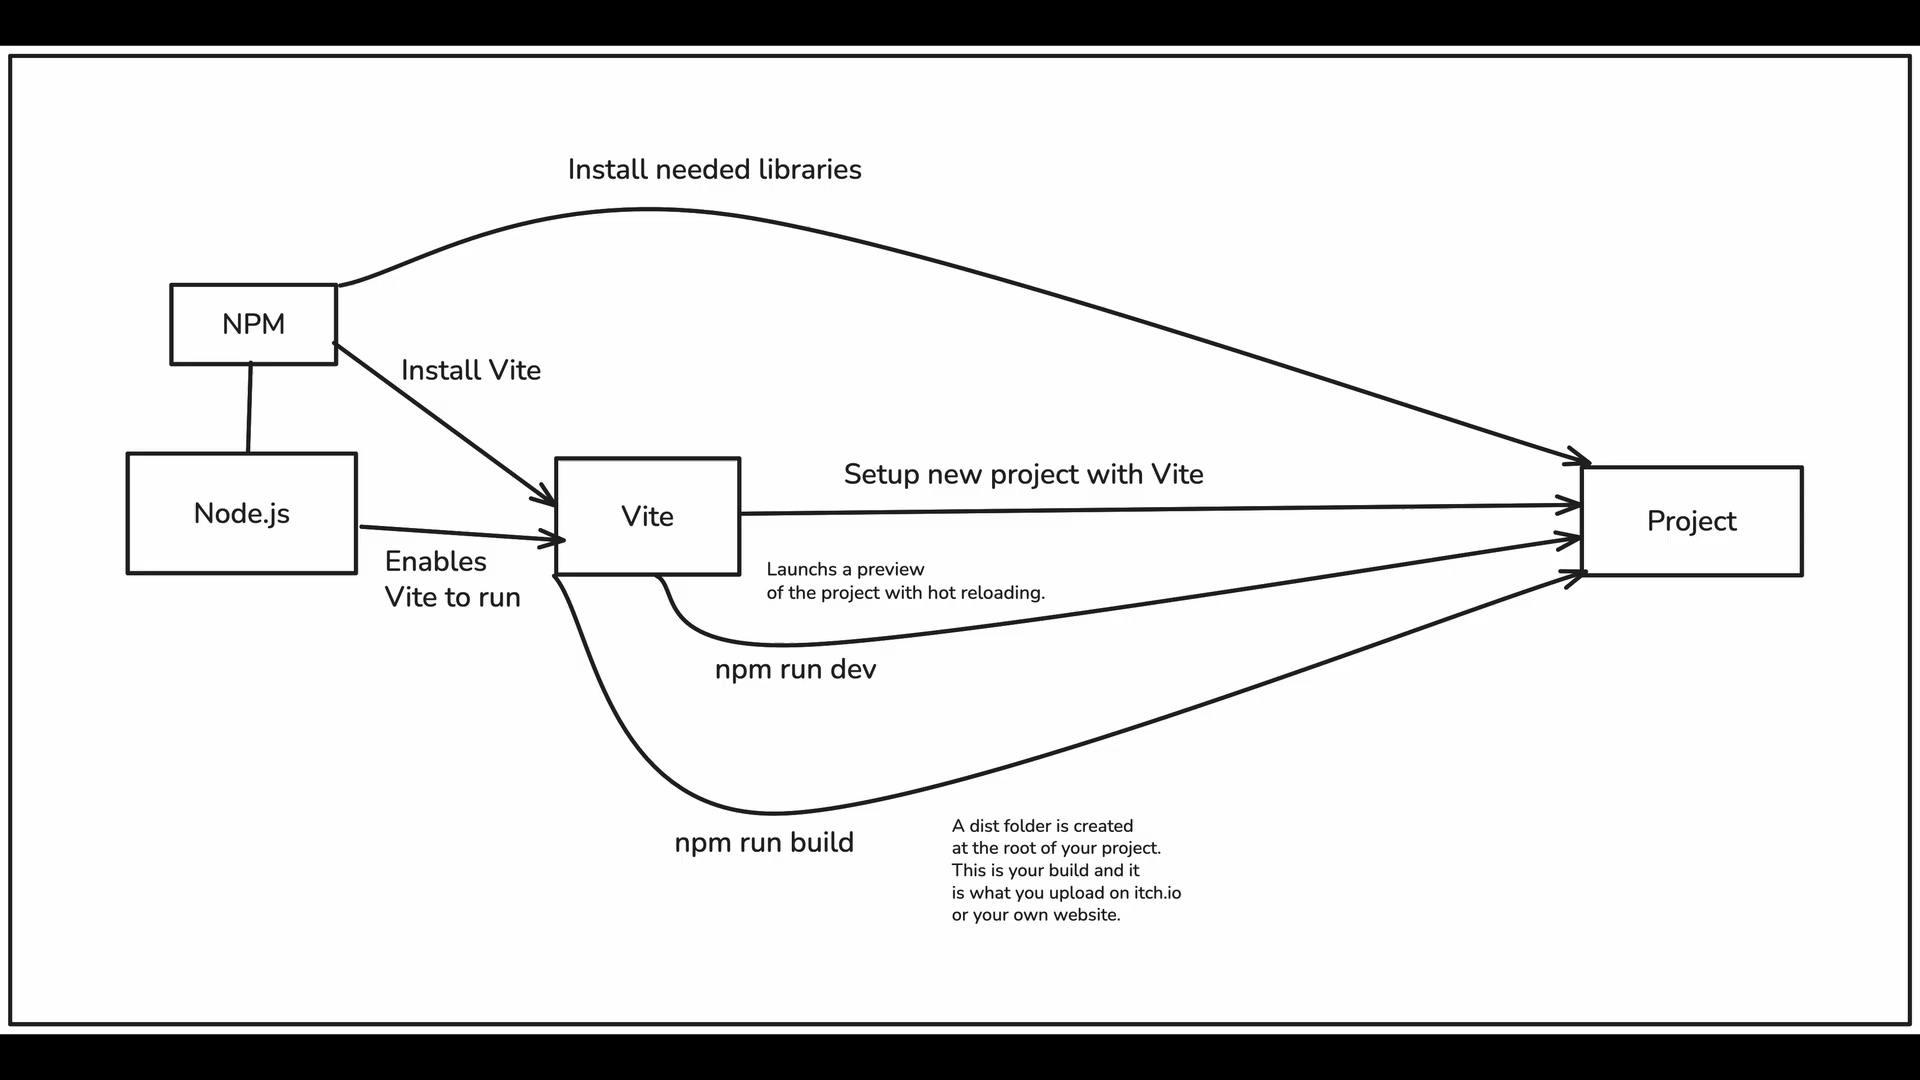 Install needed libraries
NPM
Install Vite
Setup new project with Vite
Node.js
Vite
Project
Enables
Vite to run
Launchs a preview
of the project with hot reloading.
npm run dev
npm run build
A dist folder is created
at the root of your project.
This is your build and it
is what you upload on itch.io
or your own website.